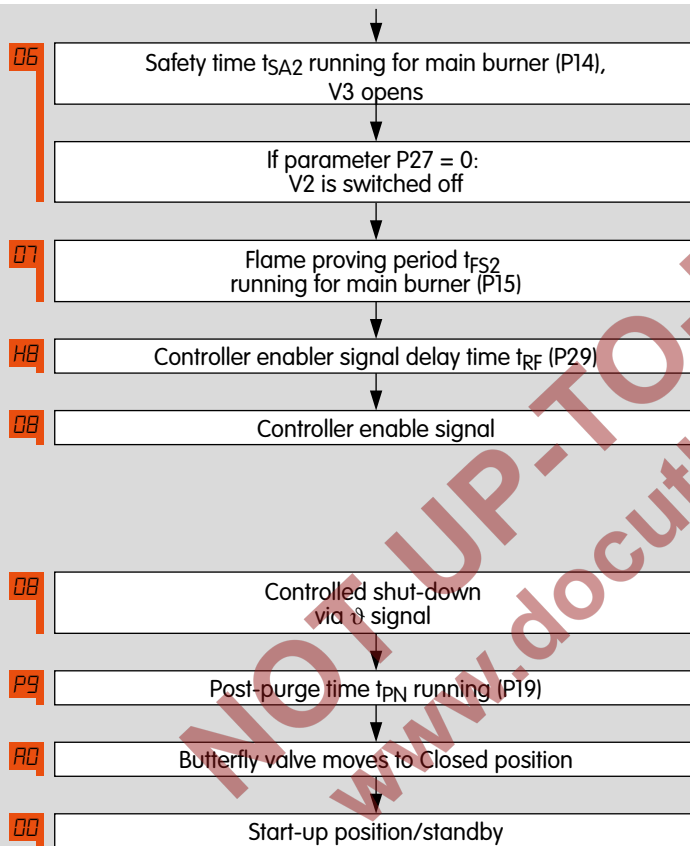 06
Safety time tSA2 running for main burner (P14),
V3 opens
If parameter P27 = 0:
V2 is switched off
07
Flame proving period tFS2
running for main burner (P15)
H8
Controller enabler signal delay time tRF (P29)
08
Controller enable signal
08
Controlled shut-down
via ϑ signal
P9
Post-purge time tPN running (P19)
A0
Butterfly valve moves to Closed position
00
Start-up position/standby
NOT UP-TO-
www.docut